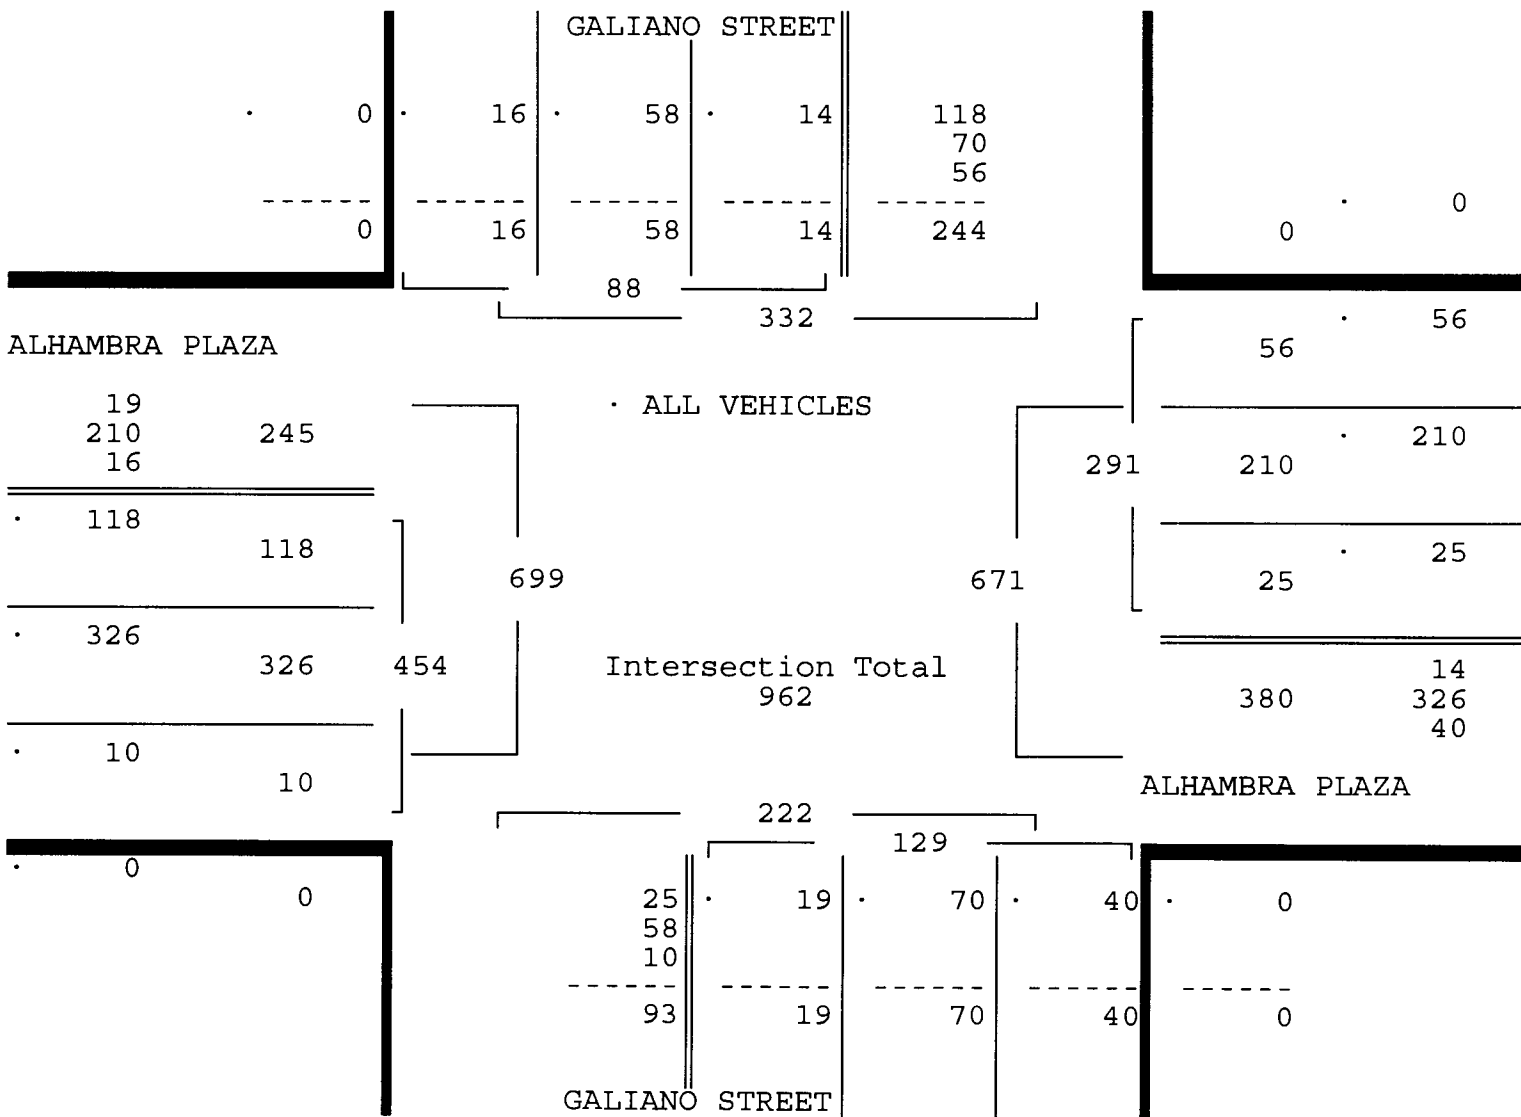 GALIANO STREET
· 0 · 16 · 58 · 14 118
70
56
------ ------ ------ ------ ------ · 0
0 16 58 14 244 0
88
332 · 56
ALHAMBRA PLAZA 56
19 · ALL VEHICLES
210 245 · 210
16 291 210
· 118
118 · 25
699 671 25
· 326
326 454 Intersection Total 14
962 380 326
40
· 10
10 ALHAMBRA PLAZA
222
129
· 0
0 25 · 19 · 70 · 40 · 0
58
10
------ ------ ------ ------ ------
93 19 70 40 0
GALIANO STREET